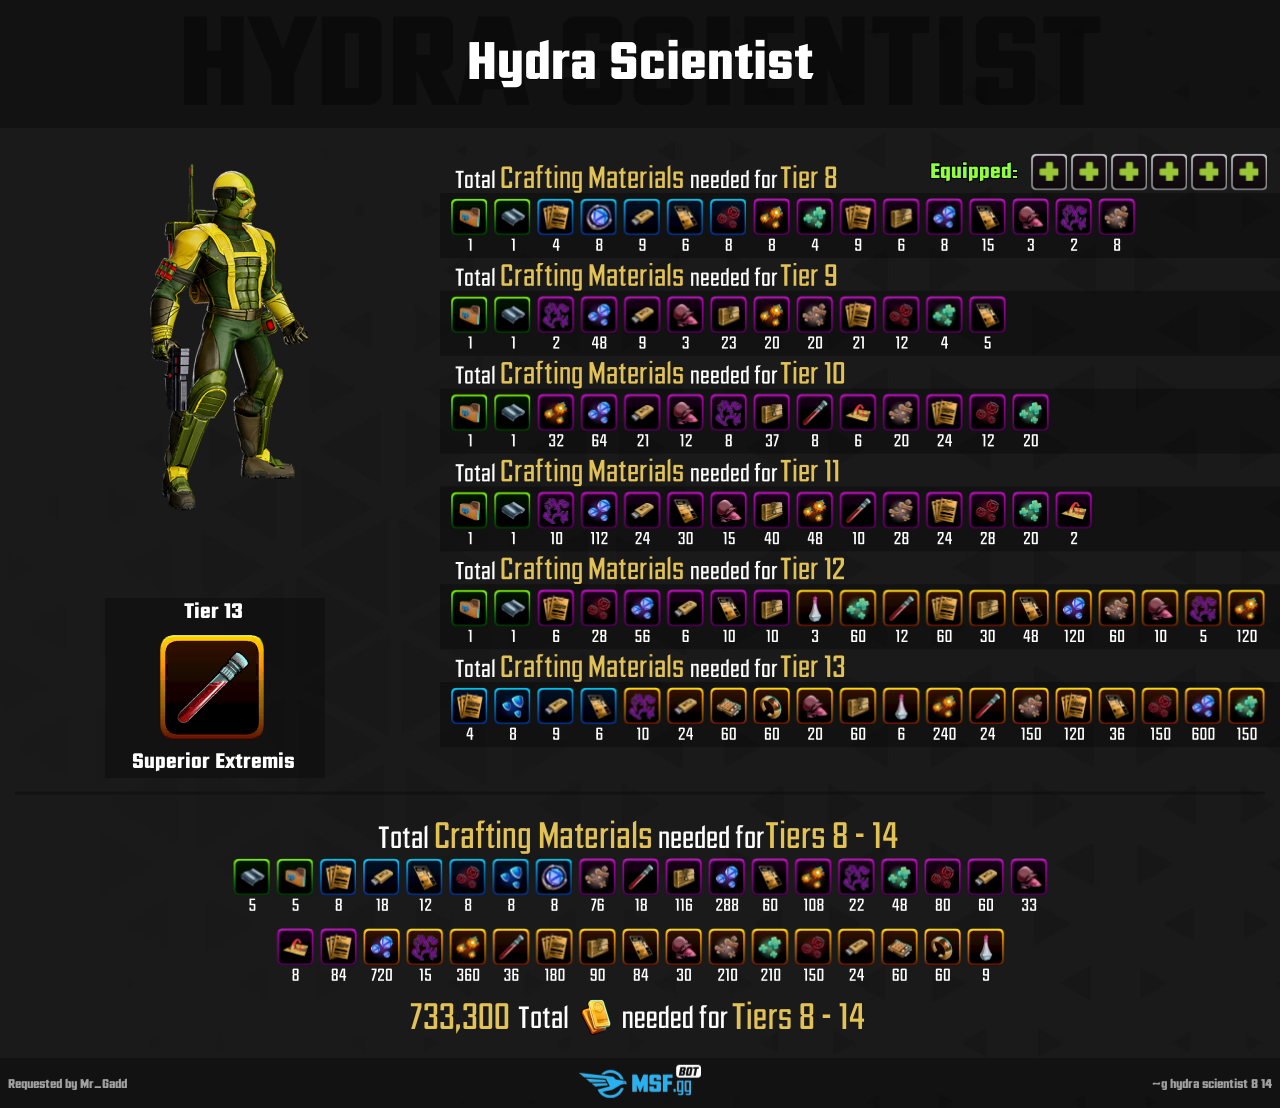 HYDRA SCIENTIST
Hydra Scientist
Equipped:
Total Crafting Materials needed for Tier 8
1 1 4 8 9 6 8 8 4 9 6 8 15 3 2 8
Total Crafting Materials needed for Tier 9
1 1 2 48 9 3 23 20 20 21 12 4 5
Total Crafting Materials needed for Tier 10
1 1 32 64 21 12 8 37 8 6 20 24 12 20
Total Crafting Materials needed for Tier 11
1 1 10 112 24 30 15 40 48 10 28 24 28 20 2
Total Crafting Materials needed for Tier 12
1 1 6 28 56 6 10 10 3 60 12 60 30 48 120 60 10 5 120
Total Crafting Materials needed for Tier 13
4 8 9 6 10 24 60 60 20 60 6 240 24 150 120 36 150 600 150
Tier 13
Superior Extremis
Total Crafting Materials needed for Tiers 8 - 14
5 5 8 18 12 8 8 8 76 18 116 288 60 108 22 48 80 60 33
8 84 720 15 360 36 180 90 84 30 210 210 150 24 60 60 9
733,300 Total needed for Tiers 8 - 14
Requested by Mr_Gadd
MSF.gg BOT
~g hydra scientist 8 14